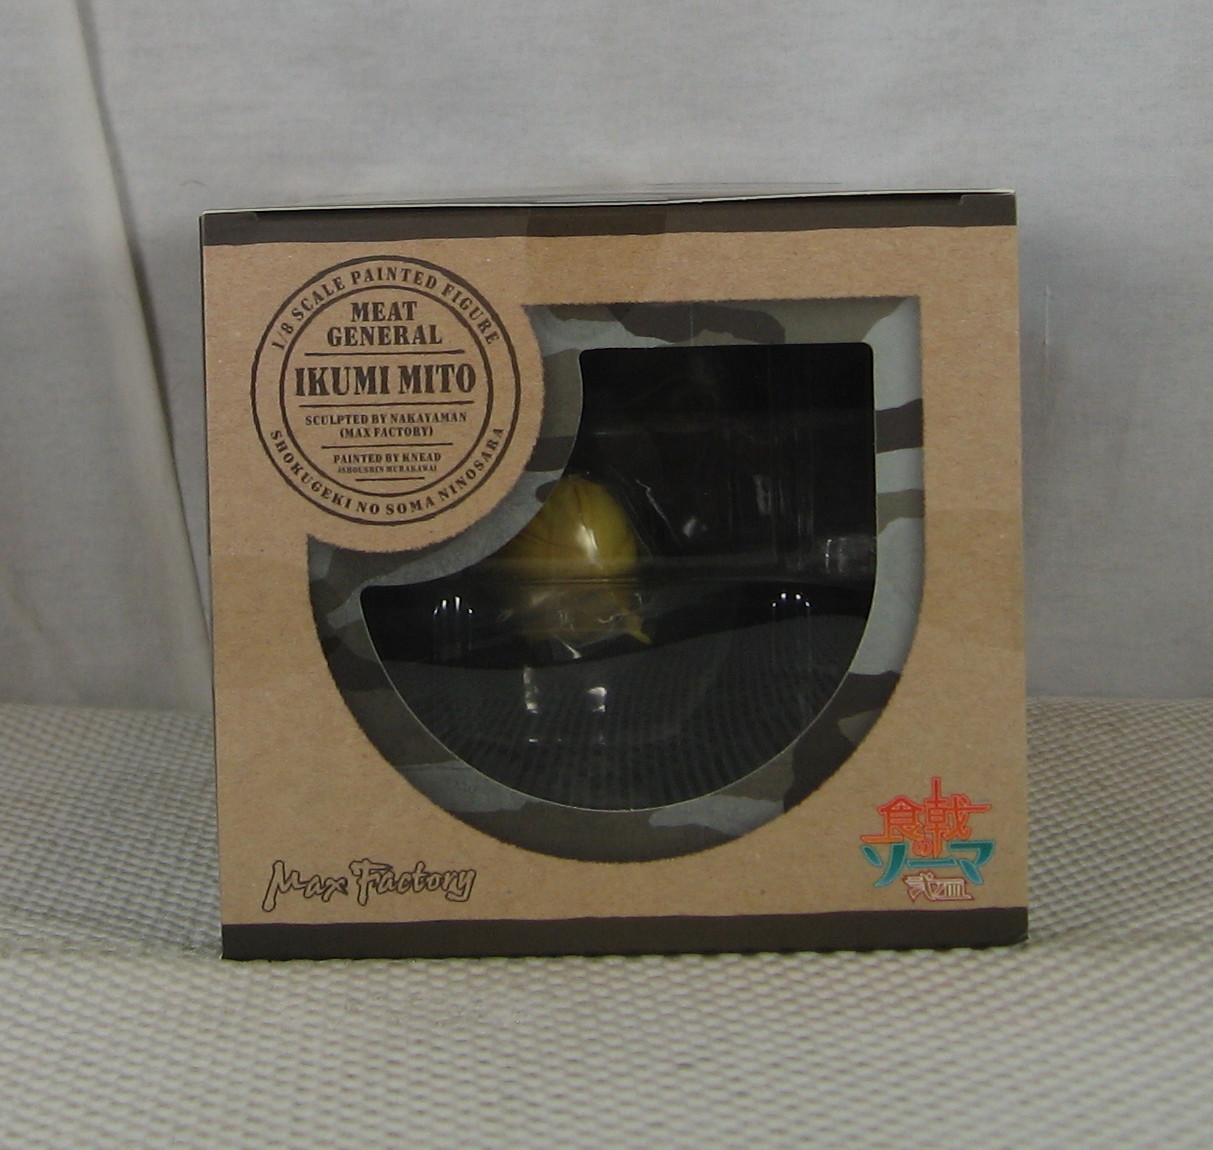 1/8 SCALE PAINTED FIGURE
MEAT
GENERAL
IKUMI MITO
SCULPTED BY NAKAYAMAN
(MAX FACTORY)
PAINTED BY KNEAD
SHOKUGEKI NO SOMA NINOSARA
食戟の
ソーマ
弐ノ皿
Max Factory